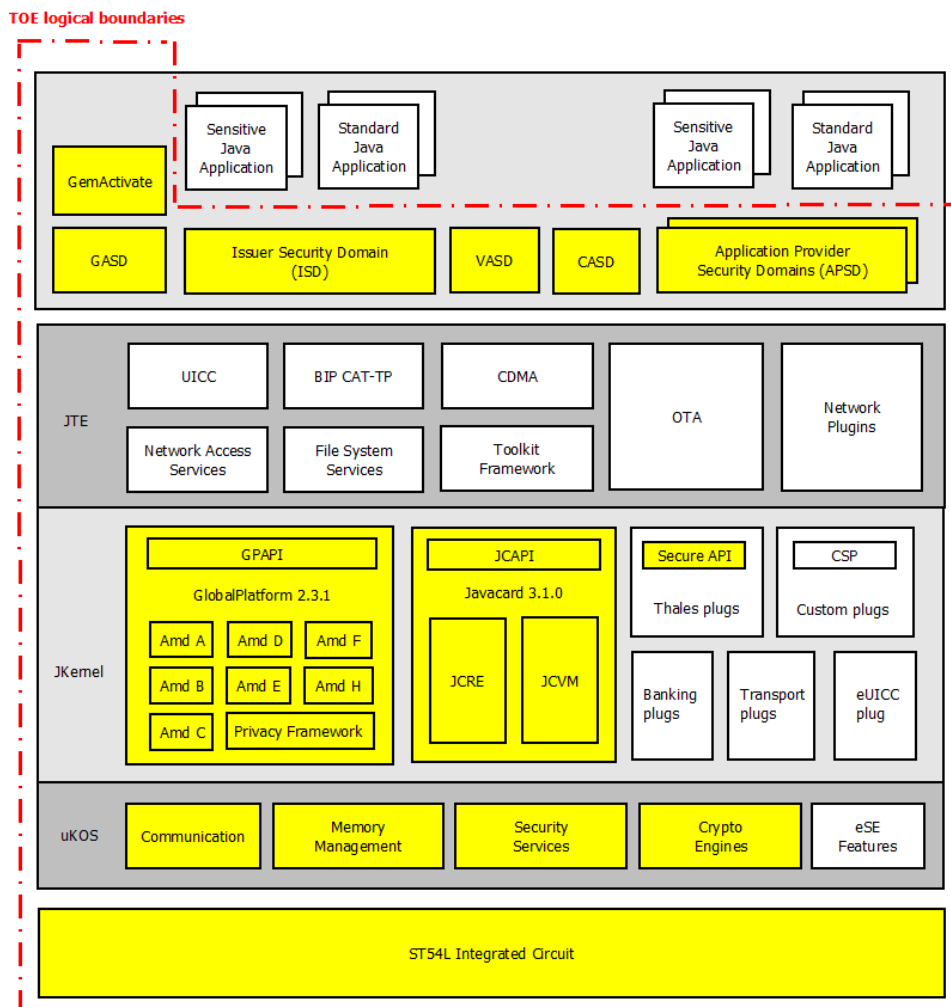 TOE logical boundaries
Sensitive
Java
Application
Standard
Java
Application
Sensitive
Java
Application
Standard
Java
Application
GemActivate
GASD
Issuer Security Domain
(ISD)
VASD
CASD
Application Provider
Security Domains (APSD)
JTE
UICC
BIP CAT-TP
CDMA
OTA
Network
Plugins
Network Access
Services
File System
Services
Toolkit
Framework
JKernel
GPAPI
GlobalPlatform 2.3.1
Amd A
Amd D
Amd F
Amd B
Amd E
Amd H
Amd C
Privacy Framework
JCAPI
Javacard 3.1.0
JCRE
JCVM
Secure API
Thales plugs
CSP
Custom plugs
Banking
plugs
Transport
plugs
eUICC
plug
uKOS
Communication
Memory
Management
Security
Services
Crypto
Engines
eSE
Features
ST54L Integrated Circuit